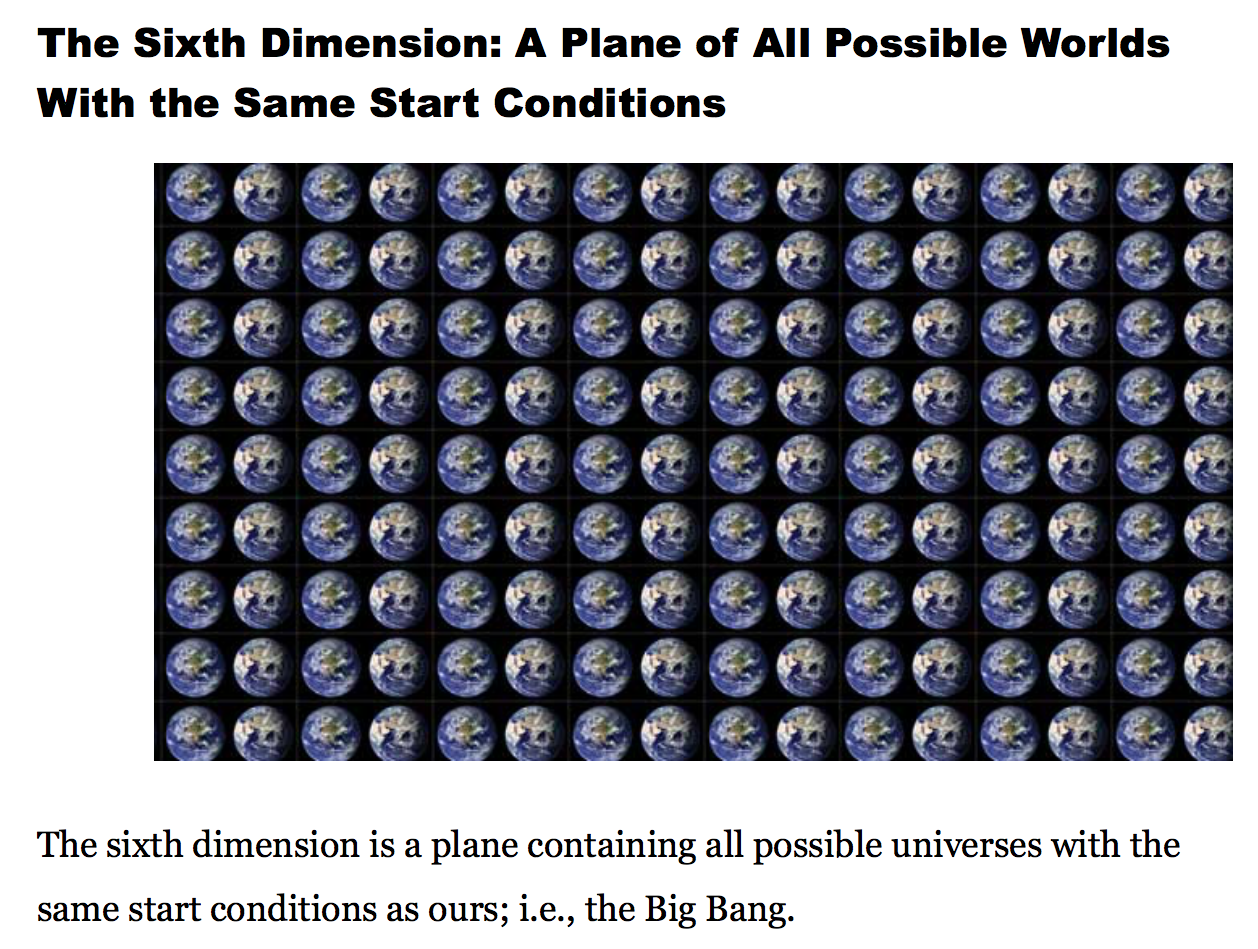 The Sixth Dimension: A Plane of All Possible Worlds
With the Same Start Conditions
The sixth dimension is a plane containing all possible universes with the
same start conditions as ours; i.e., the Big Bang.